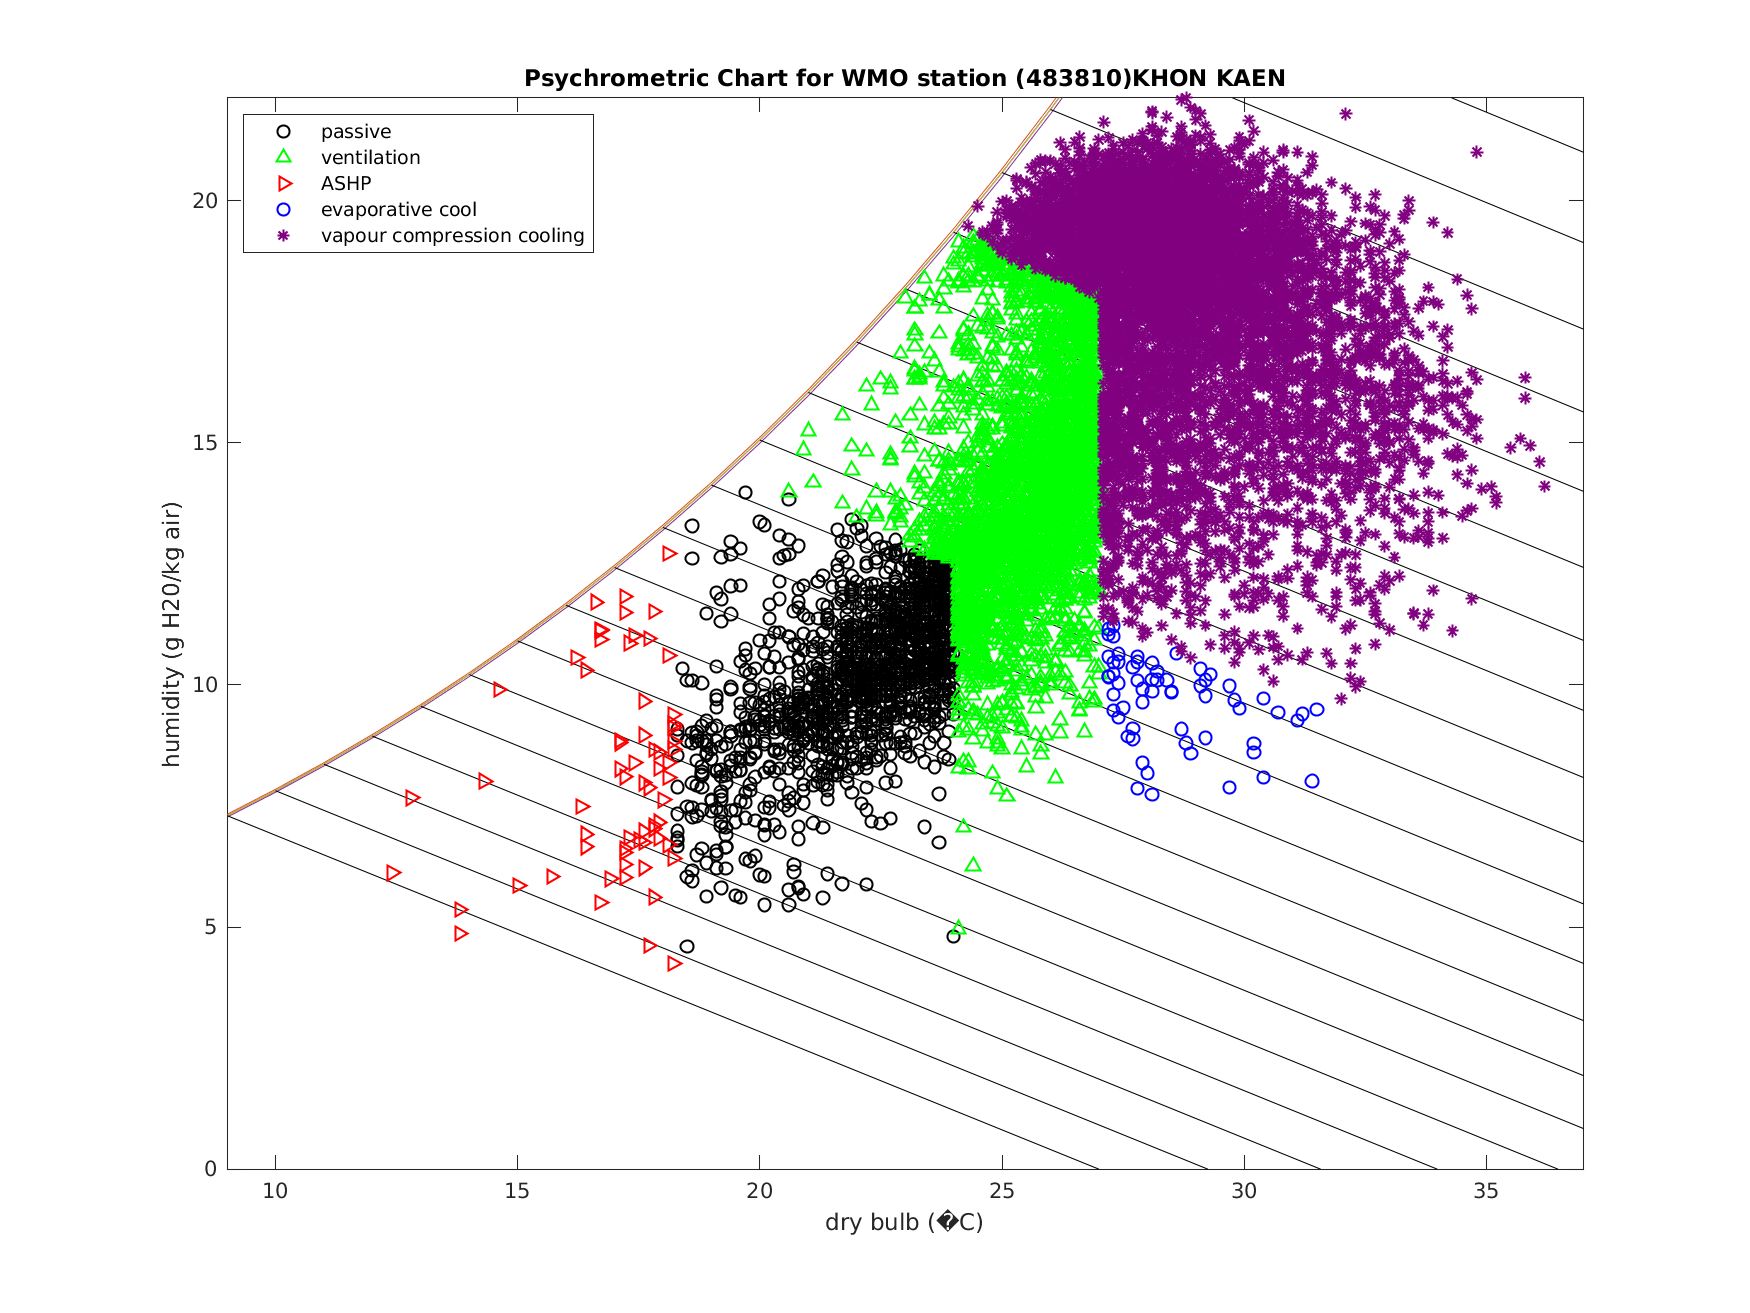 Psychrometric Chart for WMO station (483810)KHON KAEN
passive
ventilation
ASHP
evaporative cool
vapour compression cooling
humidity (g H20/kg air)
20
15
10
5
0
10 15 20 25 30 35
dry bulb (�C)